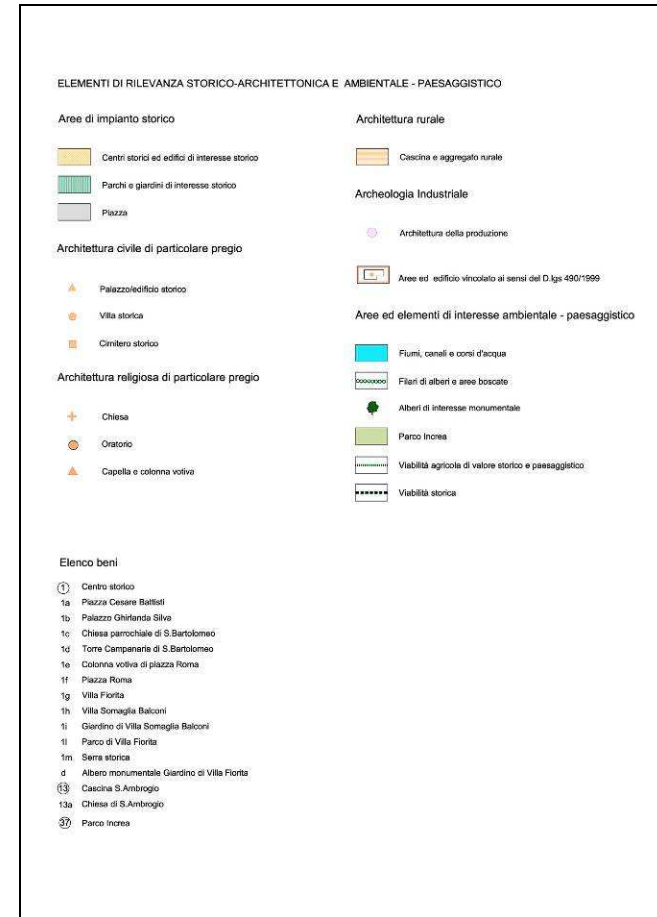 ELEMENTI DI RILEVANZA STORICO-ARCHITETTONICA E AMBIENTALE - PAESAGGISTICO
Aree di impianto storico
Centri storici ed edifici di interesse storico
Parchi e giardini di interesse storico
Piazza
Architettura civile di particolare pregio
Palazzo/edificio storico
Villa storica
Cimitero storico
Architettura religiosa di particolare pregio
Chiesa
Oratorio
Capella e colonna votiva
Architettura rurale
Cascina e aggregato rurale
Archeologia Industriale
Architettura della produzione
Aree ed edificio vincolato ai sensi del D.lgs 490/1999
Aree ed elementi di interesse ambientale - paesaggistico
Fiumi, canali e corsi d'acqua
Filari di alberi e aree boscate
Alberi di interesse monumentale
Parco Increa
Viabilità agricola di valore storico e paesaggistico
Viabilità storica
Elenco beni
1 Centro storico
1a Piazza Cesare Battisti
1b Palazzo Ghirlanda Silva
1c Chiesa parrochiale di S.Bartolomeo
1d Torre Campanaria di S.Bartolomeo
1e Colonna votiva di piazza Roma
1f Piazza Roma
1g Villa Fiorita
1h Villa Somaglia Balconi
1i Giardino di Villa Somaglia Balconi
1l Parco di Villa Fiorita
1m Serra storica
d Albero monumentale Giardino di Villa Fiorita
13 Cascina S.Ambrogio
13a Chiesa di S.Ambrogio
37 Parco Increa